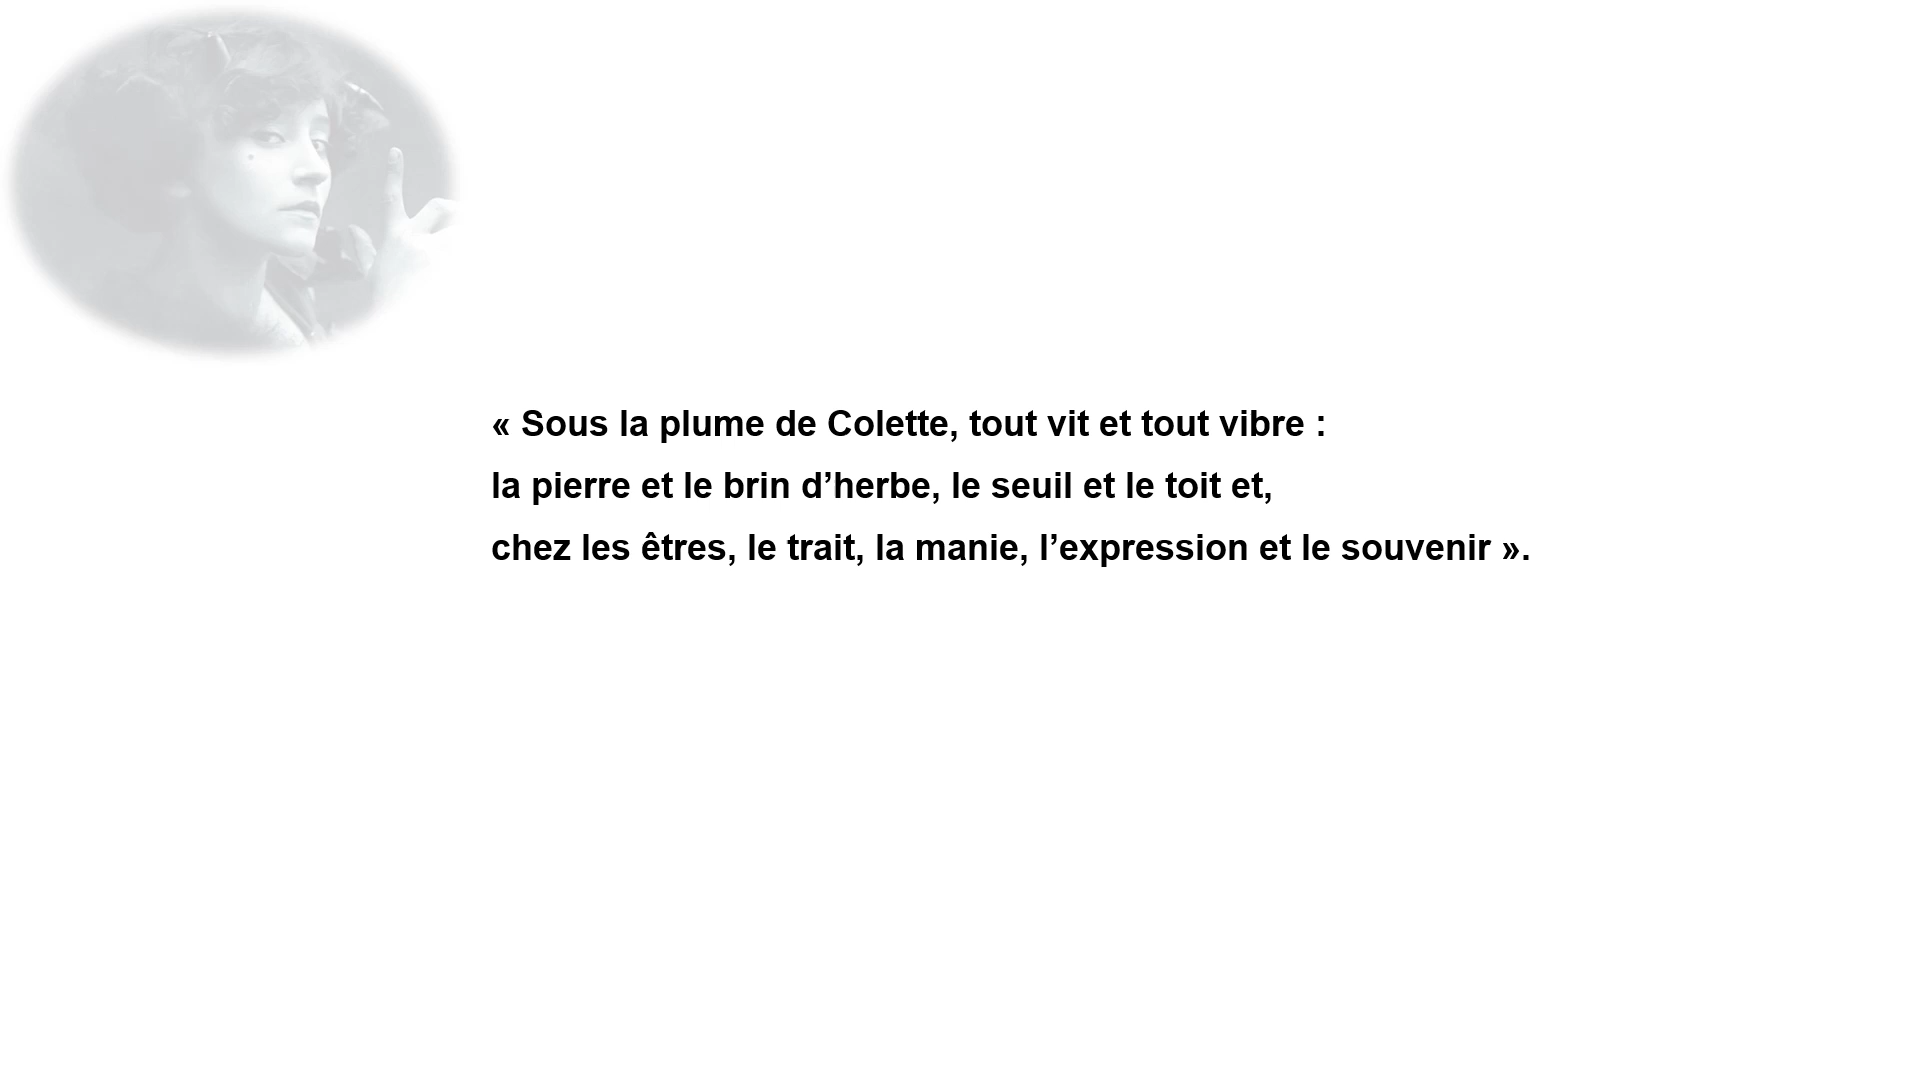 « Sous la plume de Colette, tout vit et tout vibre :
la pierre et le brin d’herbe, le seuil et le toit et,
chez les êtres, le trait, la manie, l’expression et le souvenir ».